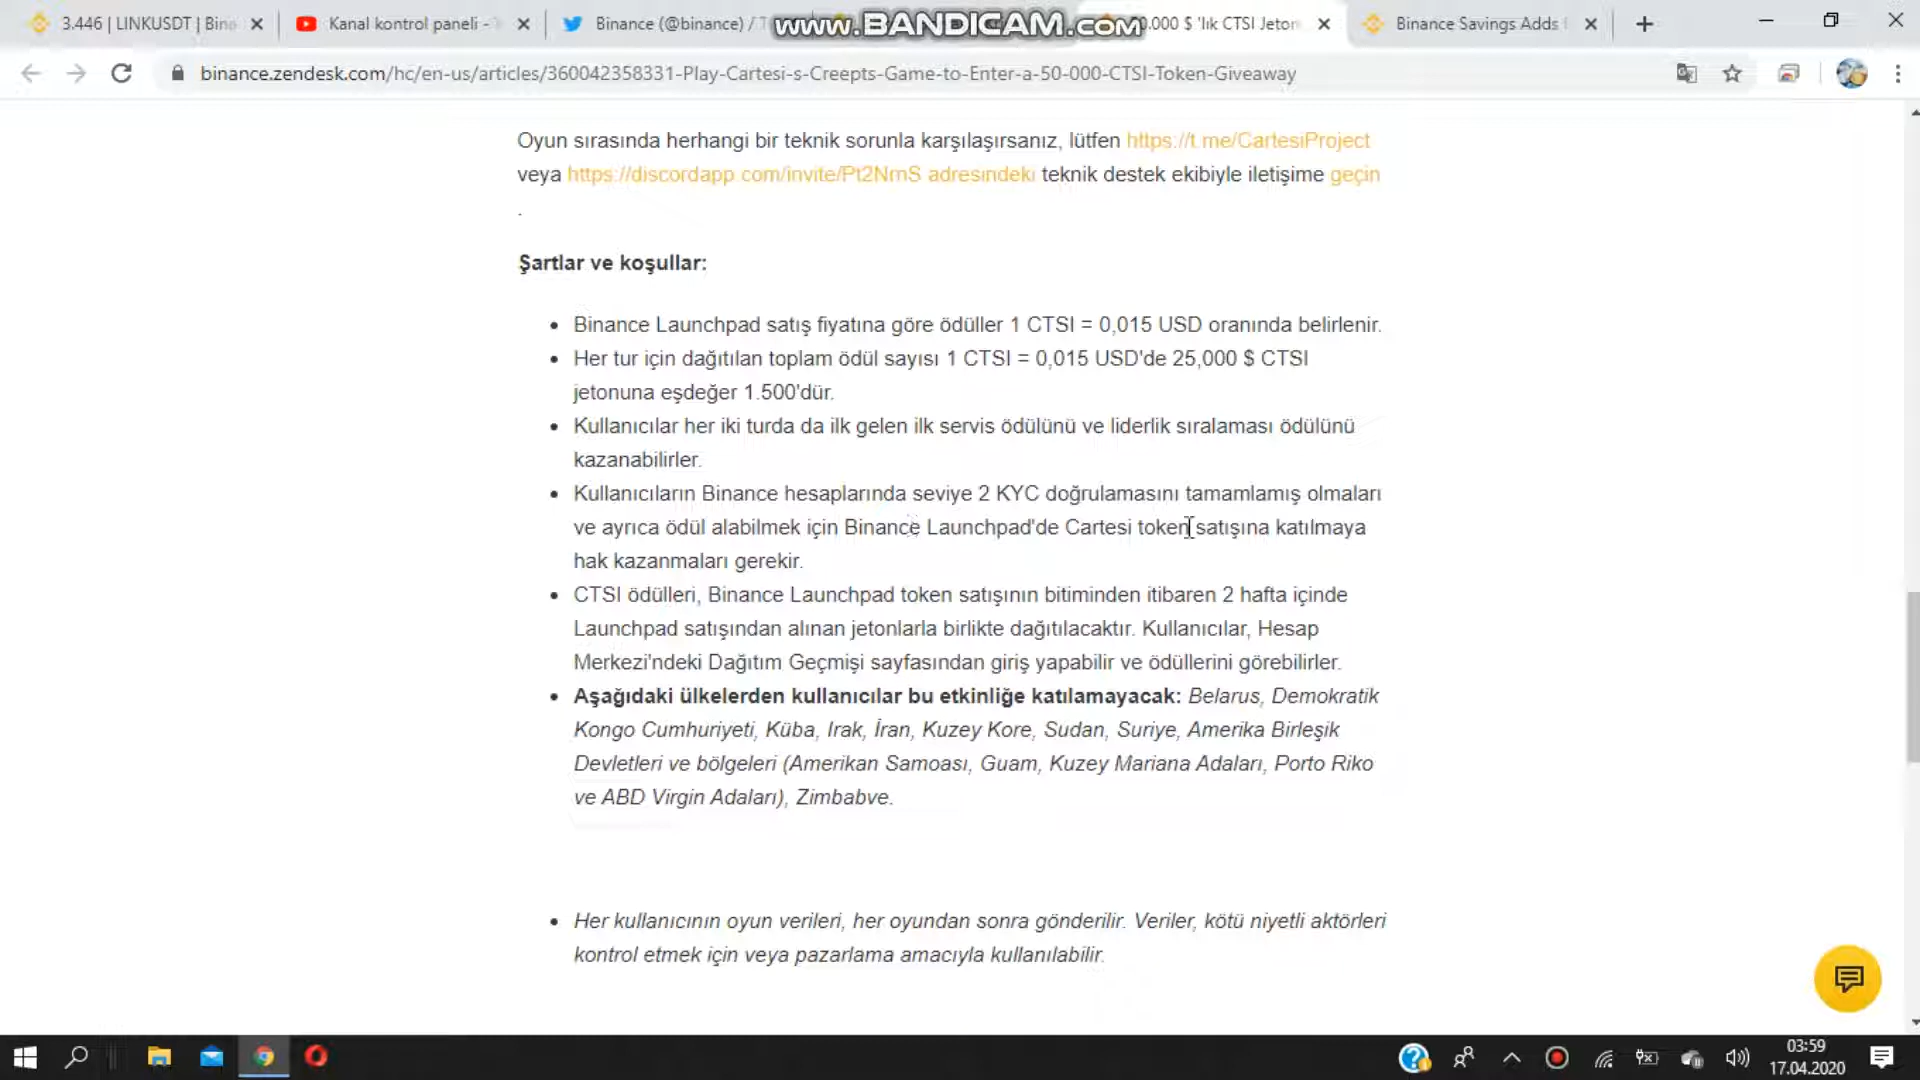 3.446 | LINKUSDT | Bina
Kanal kontrol paneli -
Binance (@binance) /
www.BANDICAM.com
0.000 $ 'lık CTSI Jeton
Binance Savings Adds
binance.zendesk.com/hc/en-us/articles/360042358331-Play-Cartesi-s-Creepts-Game-to-Enter-a-50-000-CTSI-Token-Giveaway
Oyun sırasında herhangi bir teknik sorunla karşılaşırsanız, lütfen https://t.me/CartesiProject
veya https://discordapp.com/invite/Pt2NrnS adresindeki teknik destek ekibiyle iletişime geçin
.
Şartlar ve koşullar:
• Binance Launchpad satış fiyatına göre ödüller 1 CTSI = 0,015 USD oranında belirlenir.
• Her tur için dağıtılan toplam ödül sayısı 1 CTSI = 0,015 USD'de 25,000 $ CTSI
jetonuna eşdeğer 1.500'dür.
• Kullanıcılar her iki turda da ilk gelen ilk servis ödülünü ve liderlik sıralaması ödülünü
kazanabilirler.
• Kullanıcıların Binance hesaplarında seviye 2 KYC doğrulamasını tamamlamış olmaları
ve ayrıca ödül alabilmek için Binance Launchpad'de Cartesi token satışına katılmaya
hak kazanmaları gerekir.
• CTSI ödülleri, Binance Launchpad token satışının bitiminden itibaren 2 hafta içinde
Launchpad satışından alınan jetonlarla birlikte dağıtılacaktır. Kullanıcılar, Hesap
Merkezi'ndeki Dağıtım Geçmişi sayfasından giriş yapabilir ve ödüllerini görebilirler.
• Aşağıdaki ülkelerden kullanıcılar bu etkinliğe katılamayacak: Belarus, Demokratik
Kongo Cumhuriyeti, Küba, Irak, İran, Kuzey Kore, Sudan, Suriye, Amerika Birleşik
Devletleri ve bölgeleri (Amerikan Samoası, Guam, Kuzey Mariana Adaları, Porto Riko
ve ABD Virgin Adaları), Zimbabve.
• Her kullanıcının oyun verileri, her oyundan sonra gönderilir. Veriler, kötü niyetli aktörleri
kontrol etmek için veya pazarlama amacıyla kullanılabilir.
03:59
17.04.2020